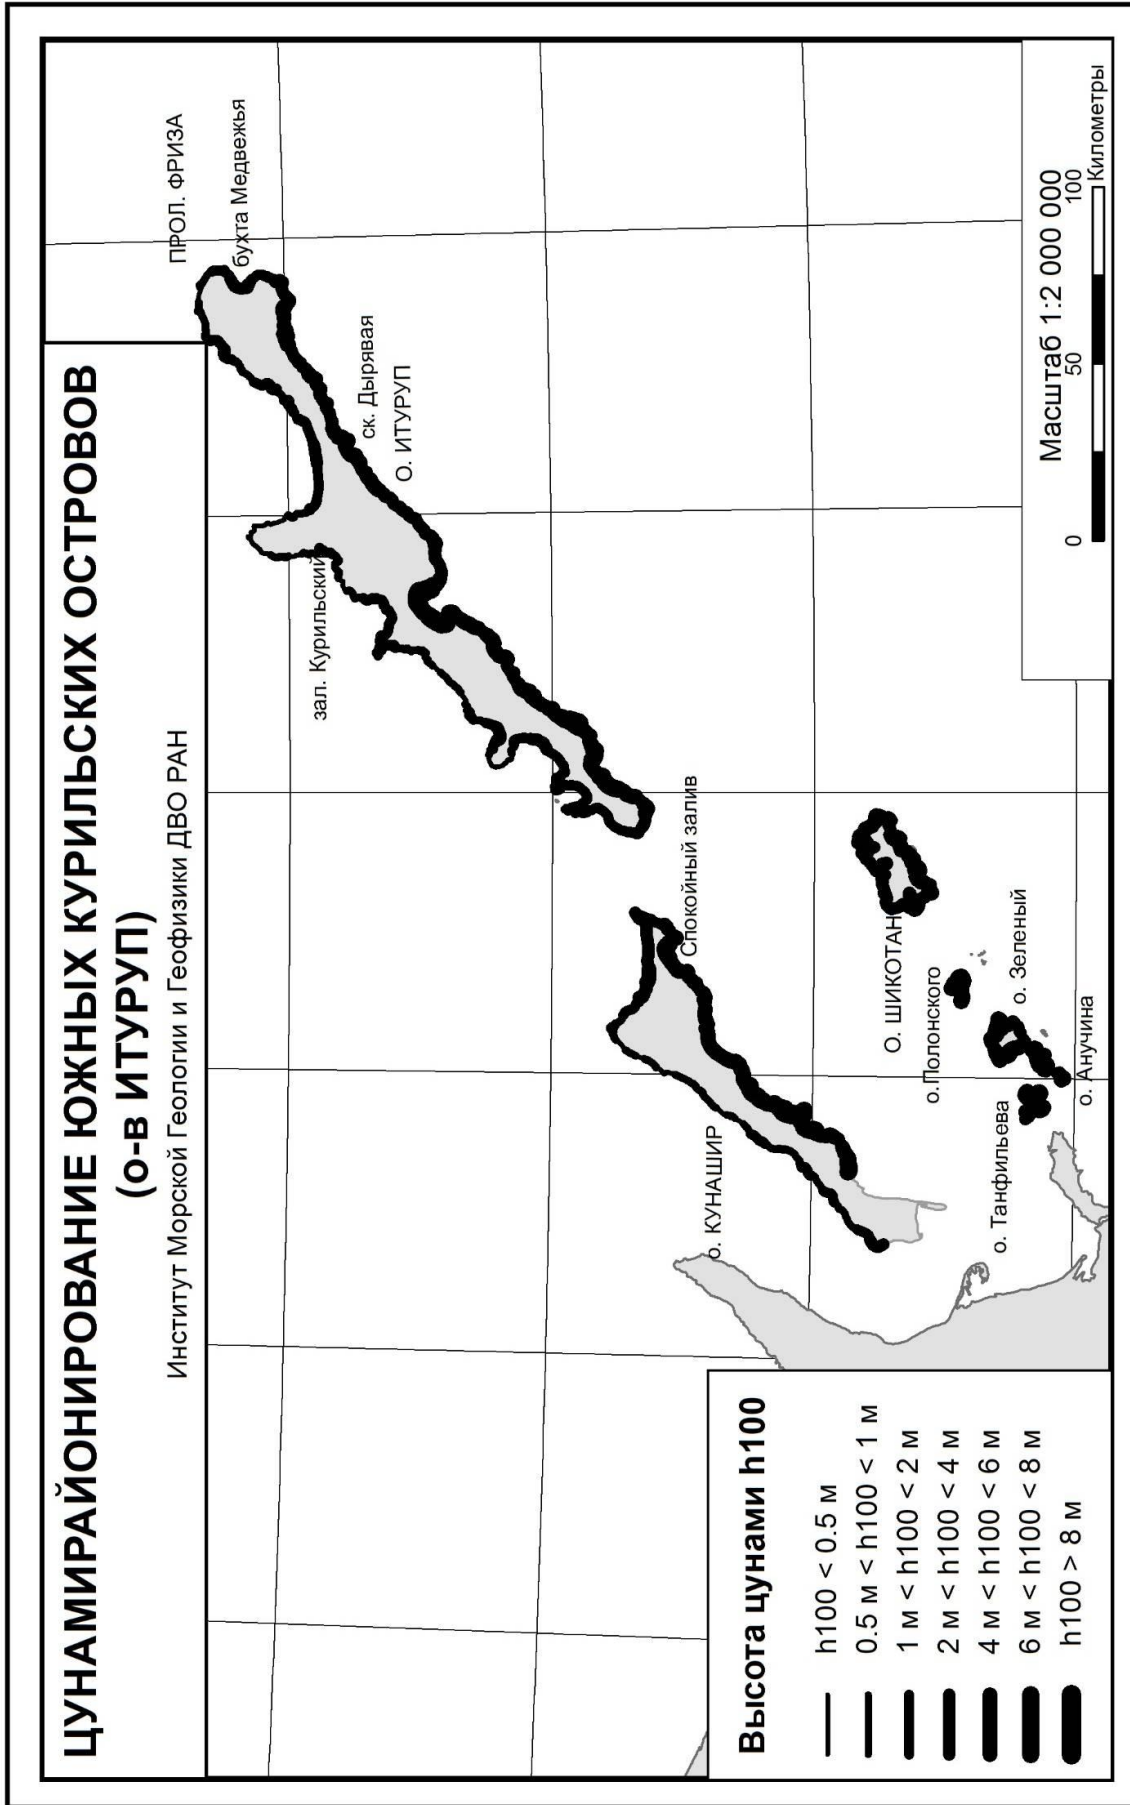 ЦУНАМИРАЙОНИРОВАНИЕ ЮЖНЫХ КУРИЛЬСКИХ ОСТРОВОВ
(о-в ИТУРУП)
Институт Морской Геологии и Геофизики ДВО РАН
ПРОЛ. ФРИЗА
бухта Медвежья
ск. Дырявая
О. ИТУРУП
зал. Курильский
Спокойный залив
о. КУНАШИР
О. ШИКОТАН
о.Полонского
о. Зеленый
о. Танфильева
о. Анучина
Высота цунами h100
h100 < 0.5 м
0.5 м < h100 < 1 м
1 м < h100 < 2 м
2 м < h100 < 4 м
4 м < h100 < 6 м
6 м < h100 < 8 м
h100 > 8 м
Масштаб 1:2 000 000
0 50 100
Километры